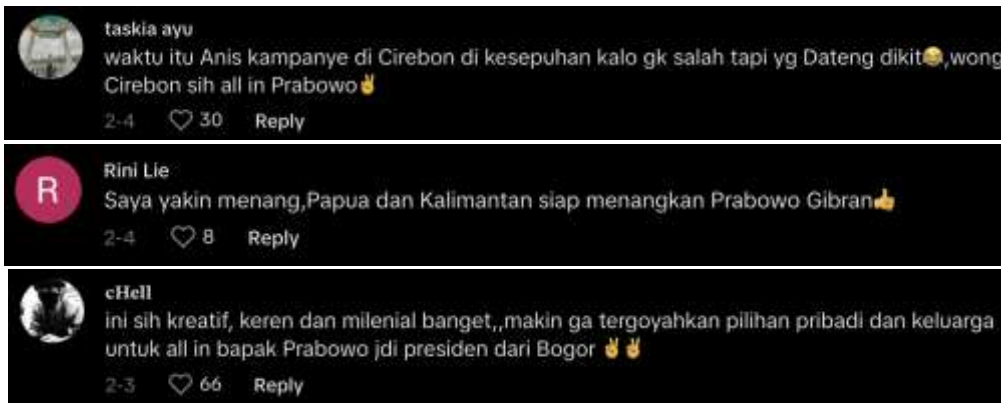 taskia ayu
waktu itu Anis kampanye di Cirebon di kesepuhan kalo gk salah tapi yg Dateng dikit😂,wong
Cirebon sih all in Prabowo✌
2-4 30 Reply
R
Rini Lie
Saya yakin menang,Papua dan Kalimantan siap menangkan Prabowo Gibran👍
2-4 8 Reply
cHell
ini sih kreatif, keren dan milenial banget,,makin ga tergoyahkan pilihan pribadi dan keluarga
untuk all in bapak Prabowo jdi presiden dari Bogor ✌✌
2-3 66 Reply